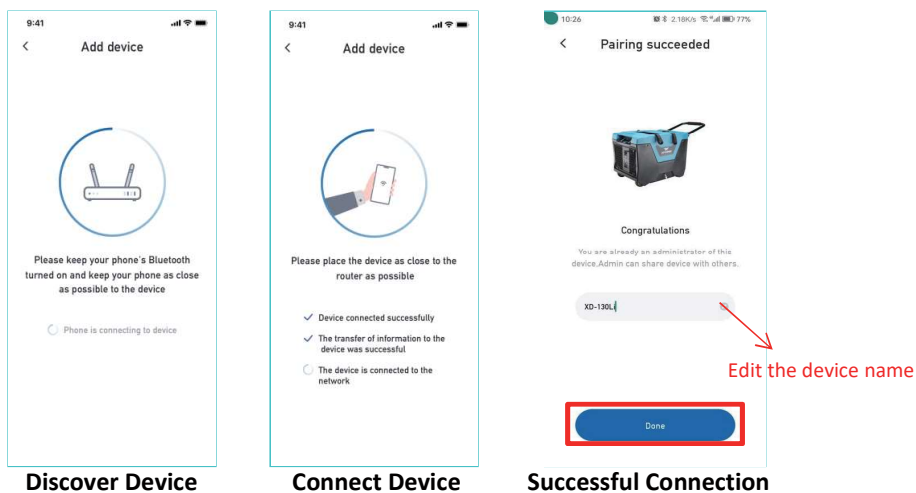 9:41
Add device
Please keep your phone's Bluetooth
turned on and keep your phone as close
as possible to the device
Phone is connecting to device
Discover Device
9:41
Add device
Please place the device as close to the
router as possible
Device connected successfully
The transfer of information to the
device was successful
The device is connected to the
network
Connect Device
10:26
2.18K/s
77%
Pairing succeeded
Congratulations
You are already an administrator of this
device.Admin can share device with others.
XD-130Li
Edit the device name
Done
Successful Connection